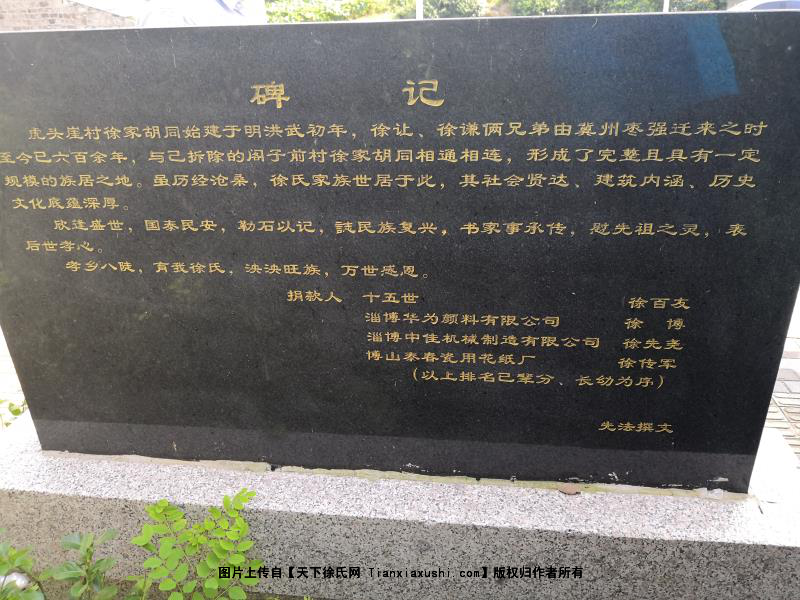 碑 记
虎头崖村徐家胡同始建于明洪武初年，徐让、徐谦俩兄弟由冀州枣强迁来之时
至今已六百余年，与已拆除的阁子前村徐家胡同相通相连，形成了完整且具有一定
规模的族居之地。虽历经沧桑，徐氏家族世居于此，其社会贤达、建筑内涵、历史
文化底蕴深厚。
欣逢盛世，国泰民安，勒石以记，誌民族复兴，书家事承传，慰先祖之灵，表
后世孝心。
孝乡八陡，育我徐氏，泱泱旺族，万世感恩。
捐款人 十五世 徐百友
淄博华为颜料有限公司 徐博
淄博中佳机械制造有限公司 徐先尧
博山泰春瓷用花纸厂 徐传军
（以上排名已辈分、长幼为序）
先法撰文
图片上传自【天下徐氏网 Tranxiaxushi.com】版权归作者所有